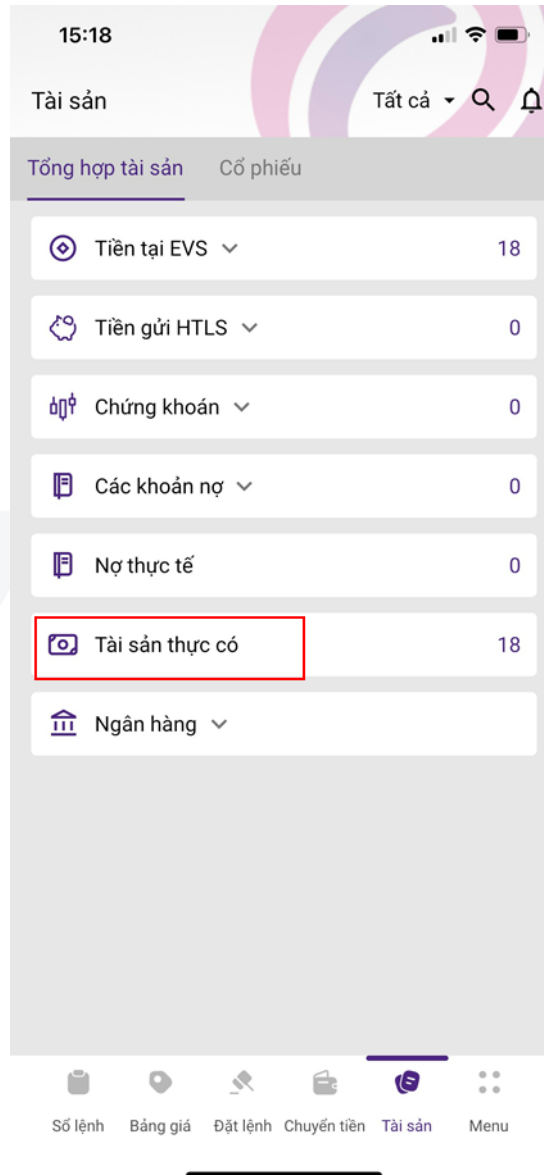 15:18
Tài sản Tất cả
Tổng hợp tài sản Cổ phiếu
Tiền tại EVS 18
Tiền gửi HTLS 0
Chứng khoán 0
Các khoản nợ 0
Nợ thực tế 0
Tài sản thực có 18
Ngân hàng
Sổ lệnh Bảng giá Đặt lệnh Chuyển tiền Tài sản Menu